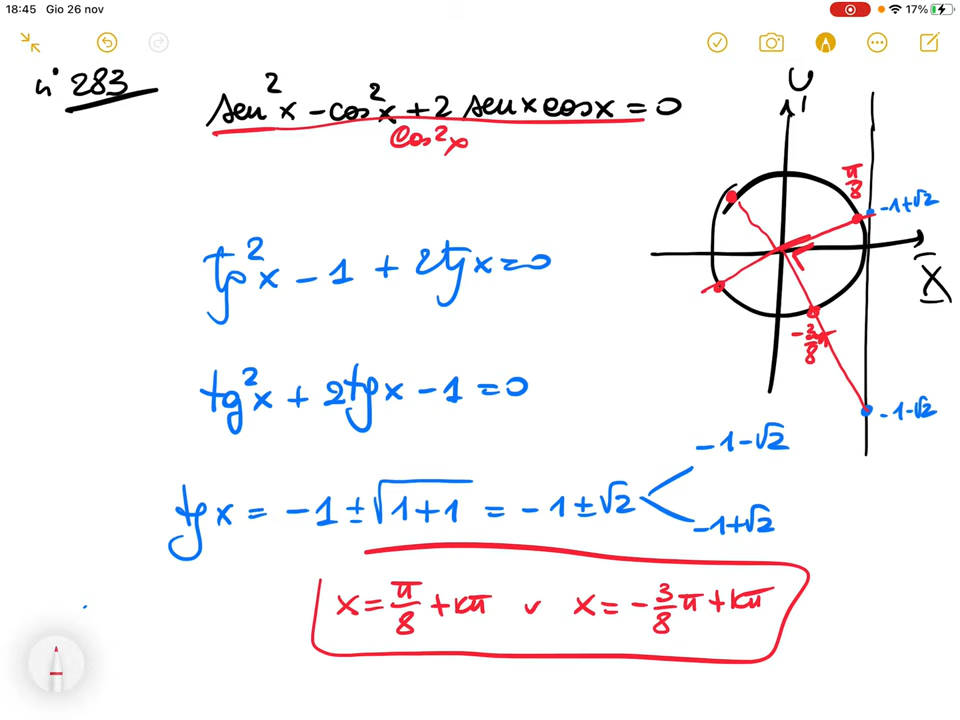 18:45 Gio 26 nov
17%
n° 283
sen²x - cos²x + 2 senx cosx = 0
cos²x
tg²x - 1 + 2tgx = 0
tg²x + 2tgx - 1 = 0
tgx = -1 ± √1+1 = -1 ± √2
-1-√2
-1+√2
x = π/8 + kπ v x = -3/8 π + kπ
π/8
-1+√2
X
-3/8 π
-1-√2